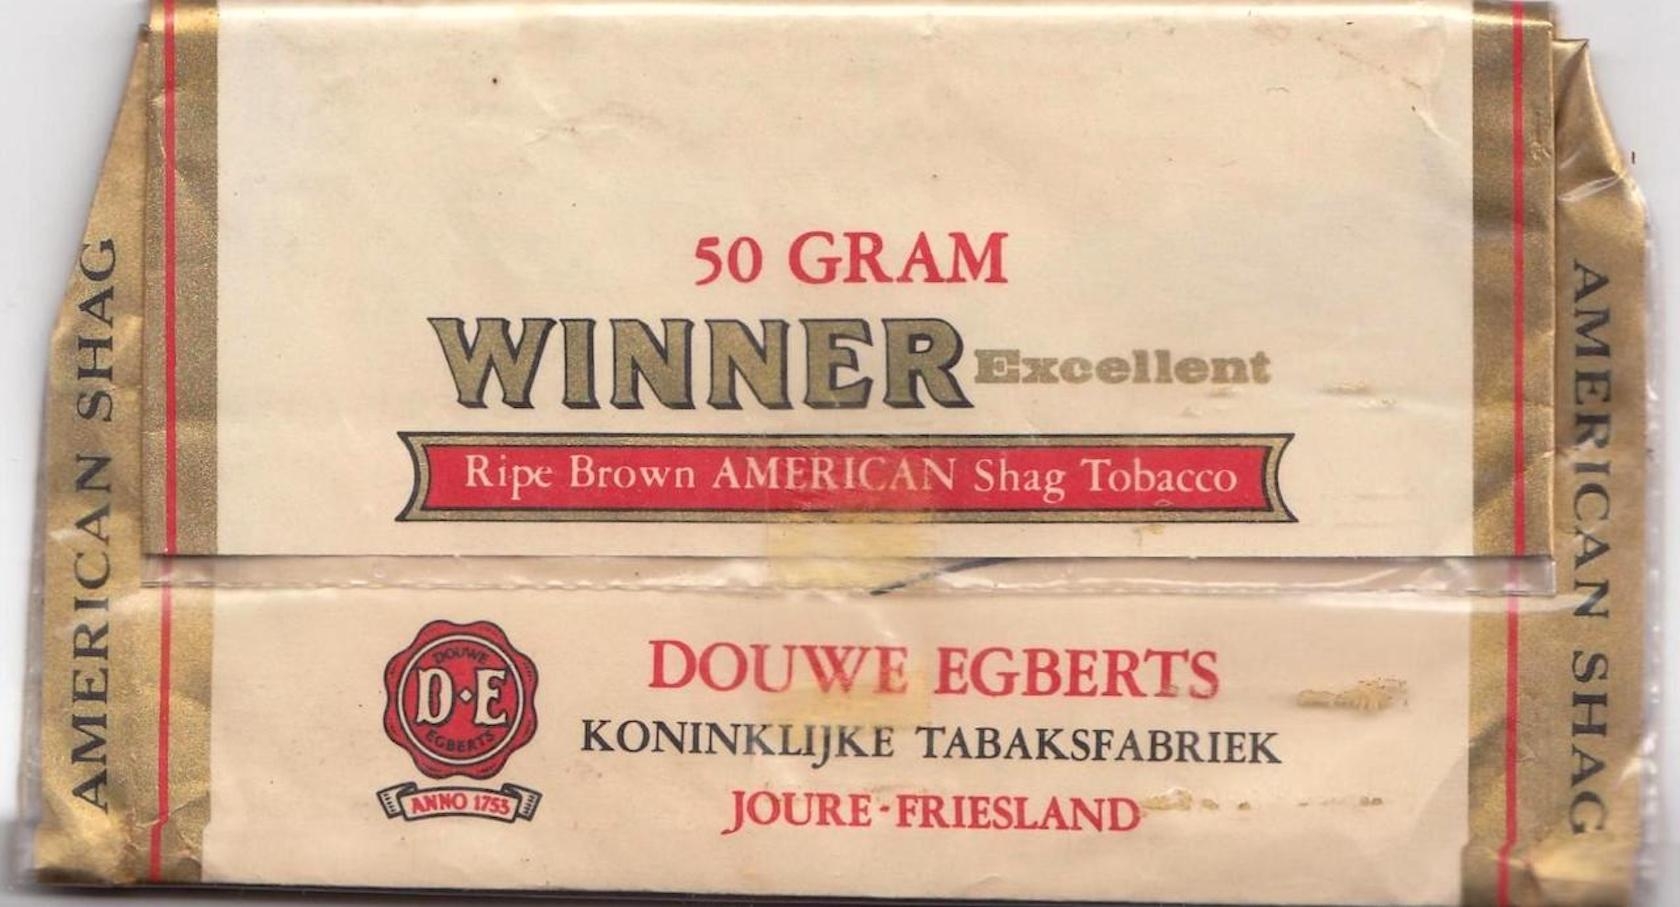 50 GRAM
WINNER Excellent
Ripe Brown AMERICAN Shag Tobacco
DOUWE
D·E
EGBERTS
ANNO 1753
DOUWE EGBERTS
KONINKLIJKE TABAKSFABRIEK
JOURE-FRIESLAND
AMERICAN SHAG
AMERICAN SHAG